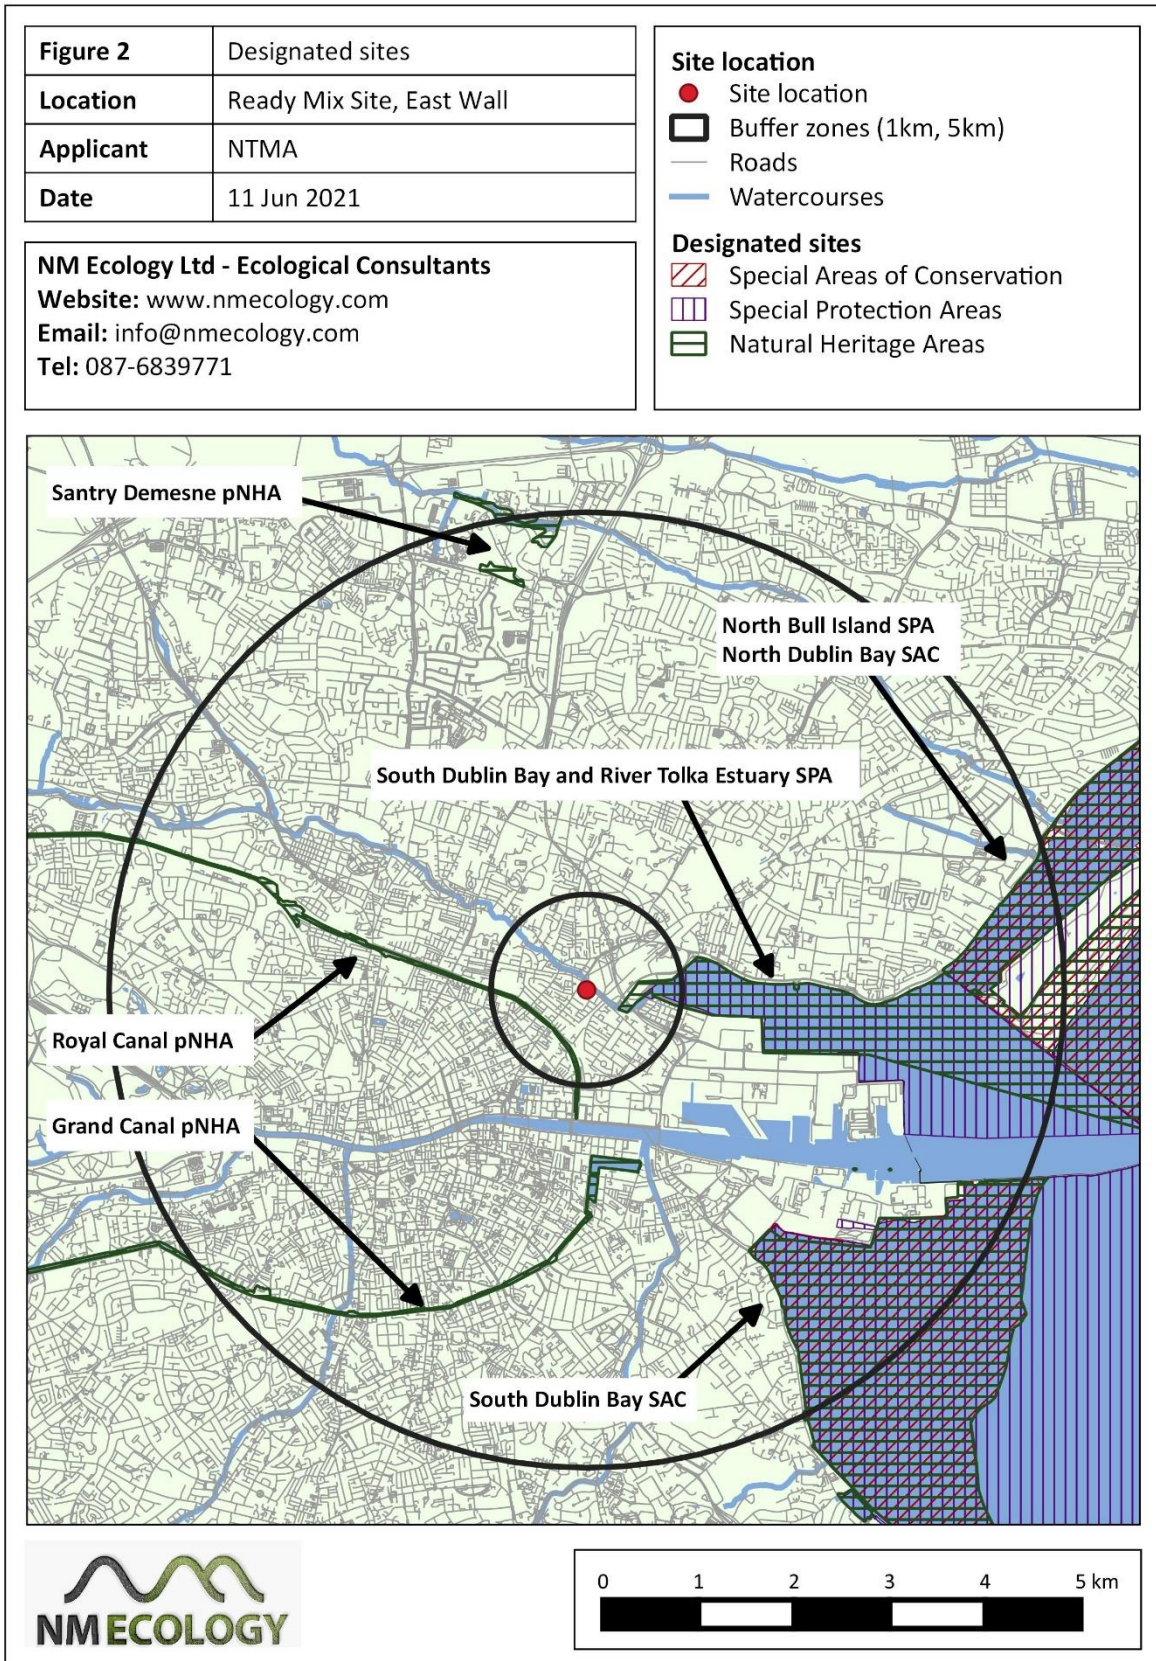 Figure 2 Designated sites
Location Ready Mix Site, East Wall
Applicant NTMA
Date 11 Jun 2021
NM Ecology Ltd - Ecological Consultants
Website: www.nmecology.com
Email: info@nmecology.com
Tel: 087-6839771
Site location
Site location
Buffer zones (1km, 5km)
Roads
Watercourses
Designated sites
Special Areas of Conservation
Special Protection Areas
Natural Heritage Areas
Santry Demesne pNHA
North Bull Island SPA
North Dublin Bay SAC
South Dublin Bay and River Tolka Estuary SPA
Royal Canal pNHA
Grand Canal pNHA
South Dublin Bay SAC
NMECOLOGY
0 1 2 3 4 5 km